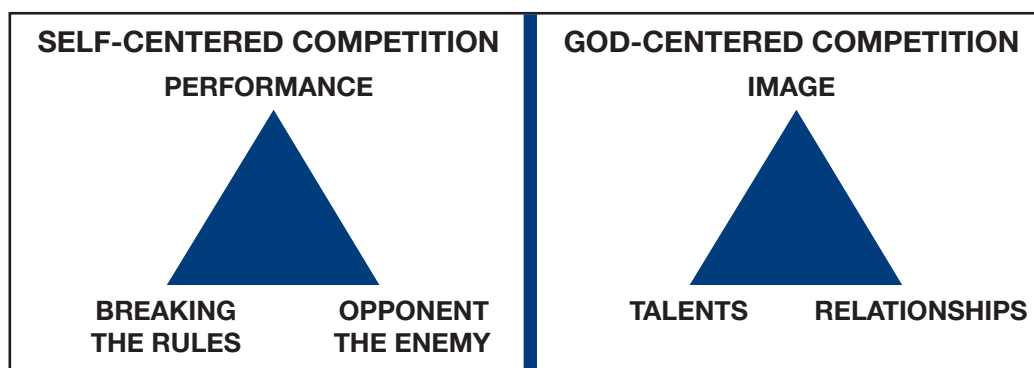 SELF-CENTERED COMPETITION
PERFORMANCE
BREAKING
THE RULES
OPPONENT
THE ENEMY
GOD-CENTERED COMPETITION
IMAGE
TALENTS
RELATIONSHIPS